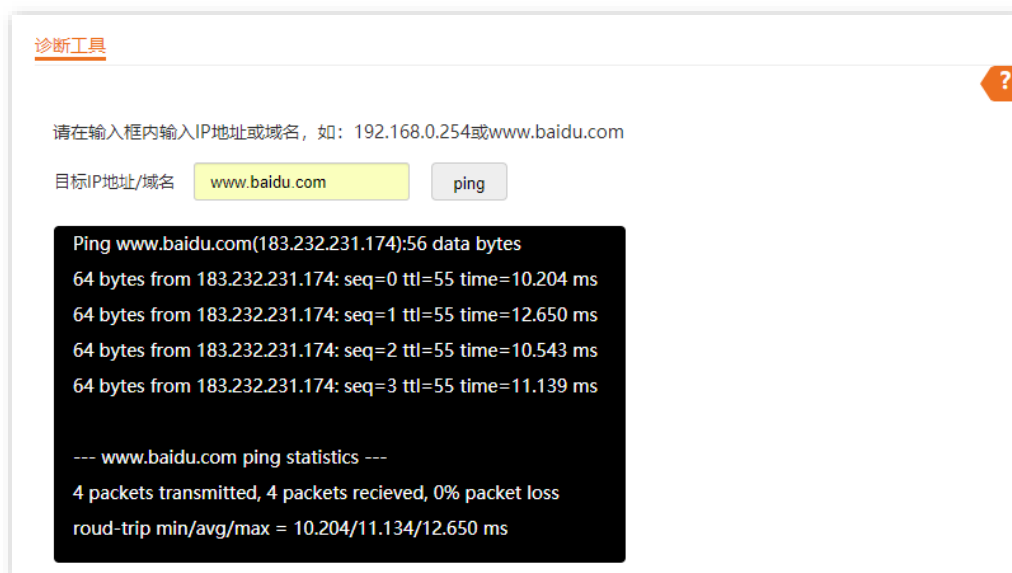 诊断工具
?
请在输入框内输入IP地址或域名，如：192.168.0.254或www.baidu.com
目标IP地址/域名 www.baidu.com ping
Ping www.baidu.com(183.232.231.174):56 data bytes
64 bytes from 183.232.231.174: seq=0 ttl=55 time=10.204 ms
64 bytes from 183.232.231.174: seq=1 ttl=55 time=12.650 ms
64 bytes from 183.232.231.174: seq=2 ttl=55 time=10.543 ms
64 bytes from 183.232.231.174: seq=3 ttl=55 time=11.139 ms
--- www.baidu.com ping statistics ---
4 packets transmitted, 4 packets recieved, 0% packet loss
roud-trip min/avg/max = 10.204/11.134/12.650 ms